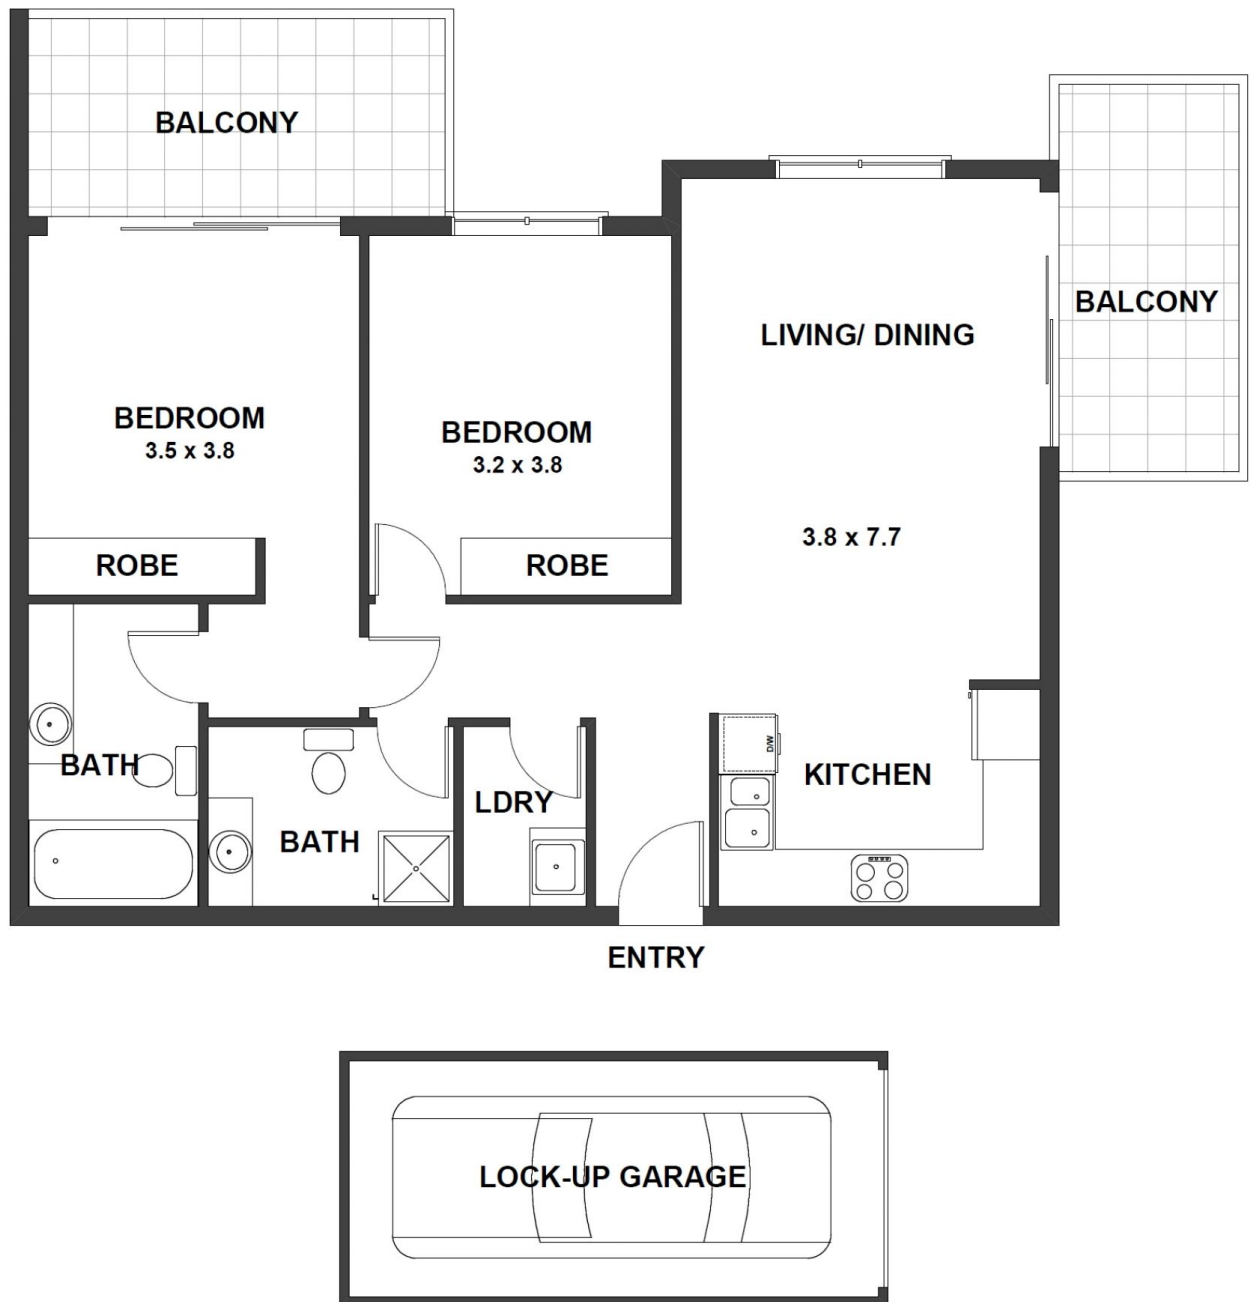 BALCONY
BALCONY
LIVING/ DINING
BEDROOM
3.5 x 3.8
BEDROOM
3.2 x 3.8
3.8 x 7.7
ROBE
ROBE
D/W
BATH
KITCHEN
LDRY
BATH
ENTRY
LOCK-UP GARAGE